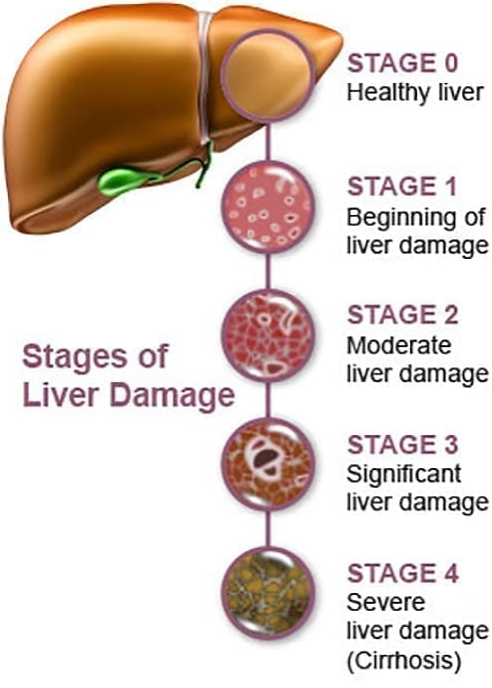 STAGE 0
Healthy liver
STAGE 1
Beginning of
liver damage
STAGE 2
Moderate
liver damage
Stages of
Liver Damage
STAGE 3
Significant
liver damage
STAGE 4
Severe
liver damage
(Cirrhosis)